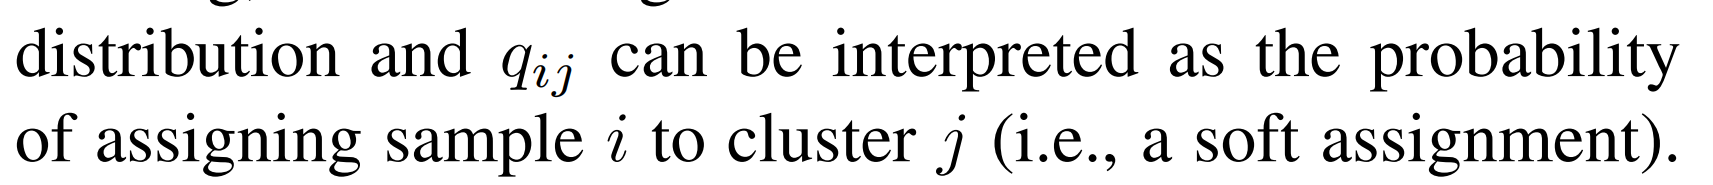 distribution and q_{ij} can be interpreted as the probability
of assigning sample i to cluster j (i.e., a soft assignment).